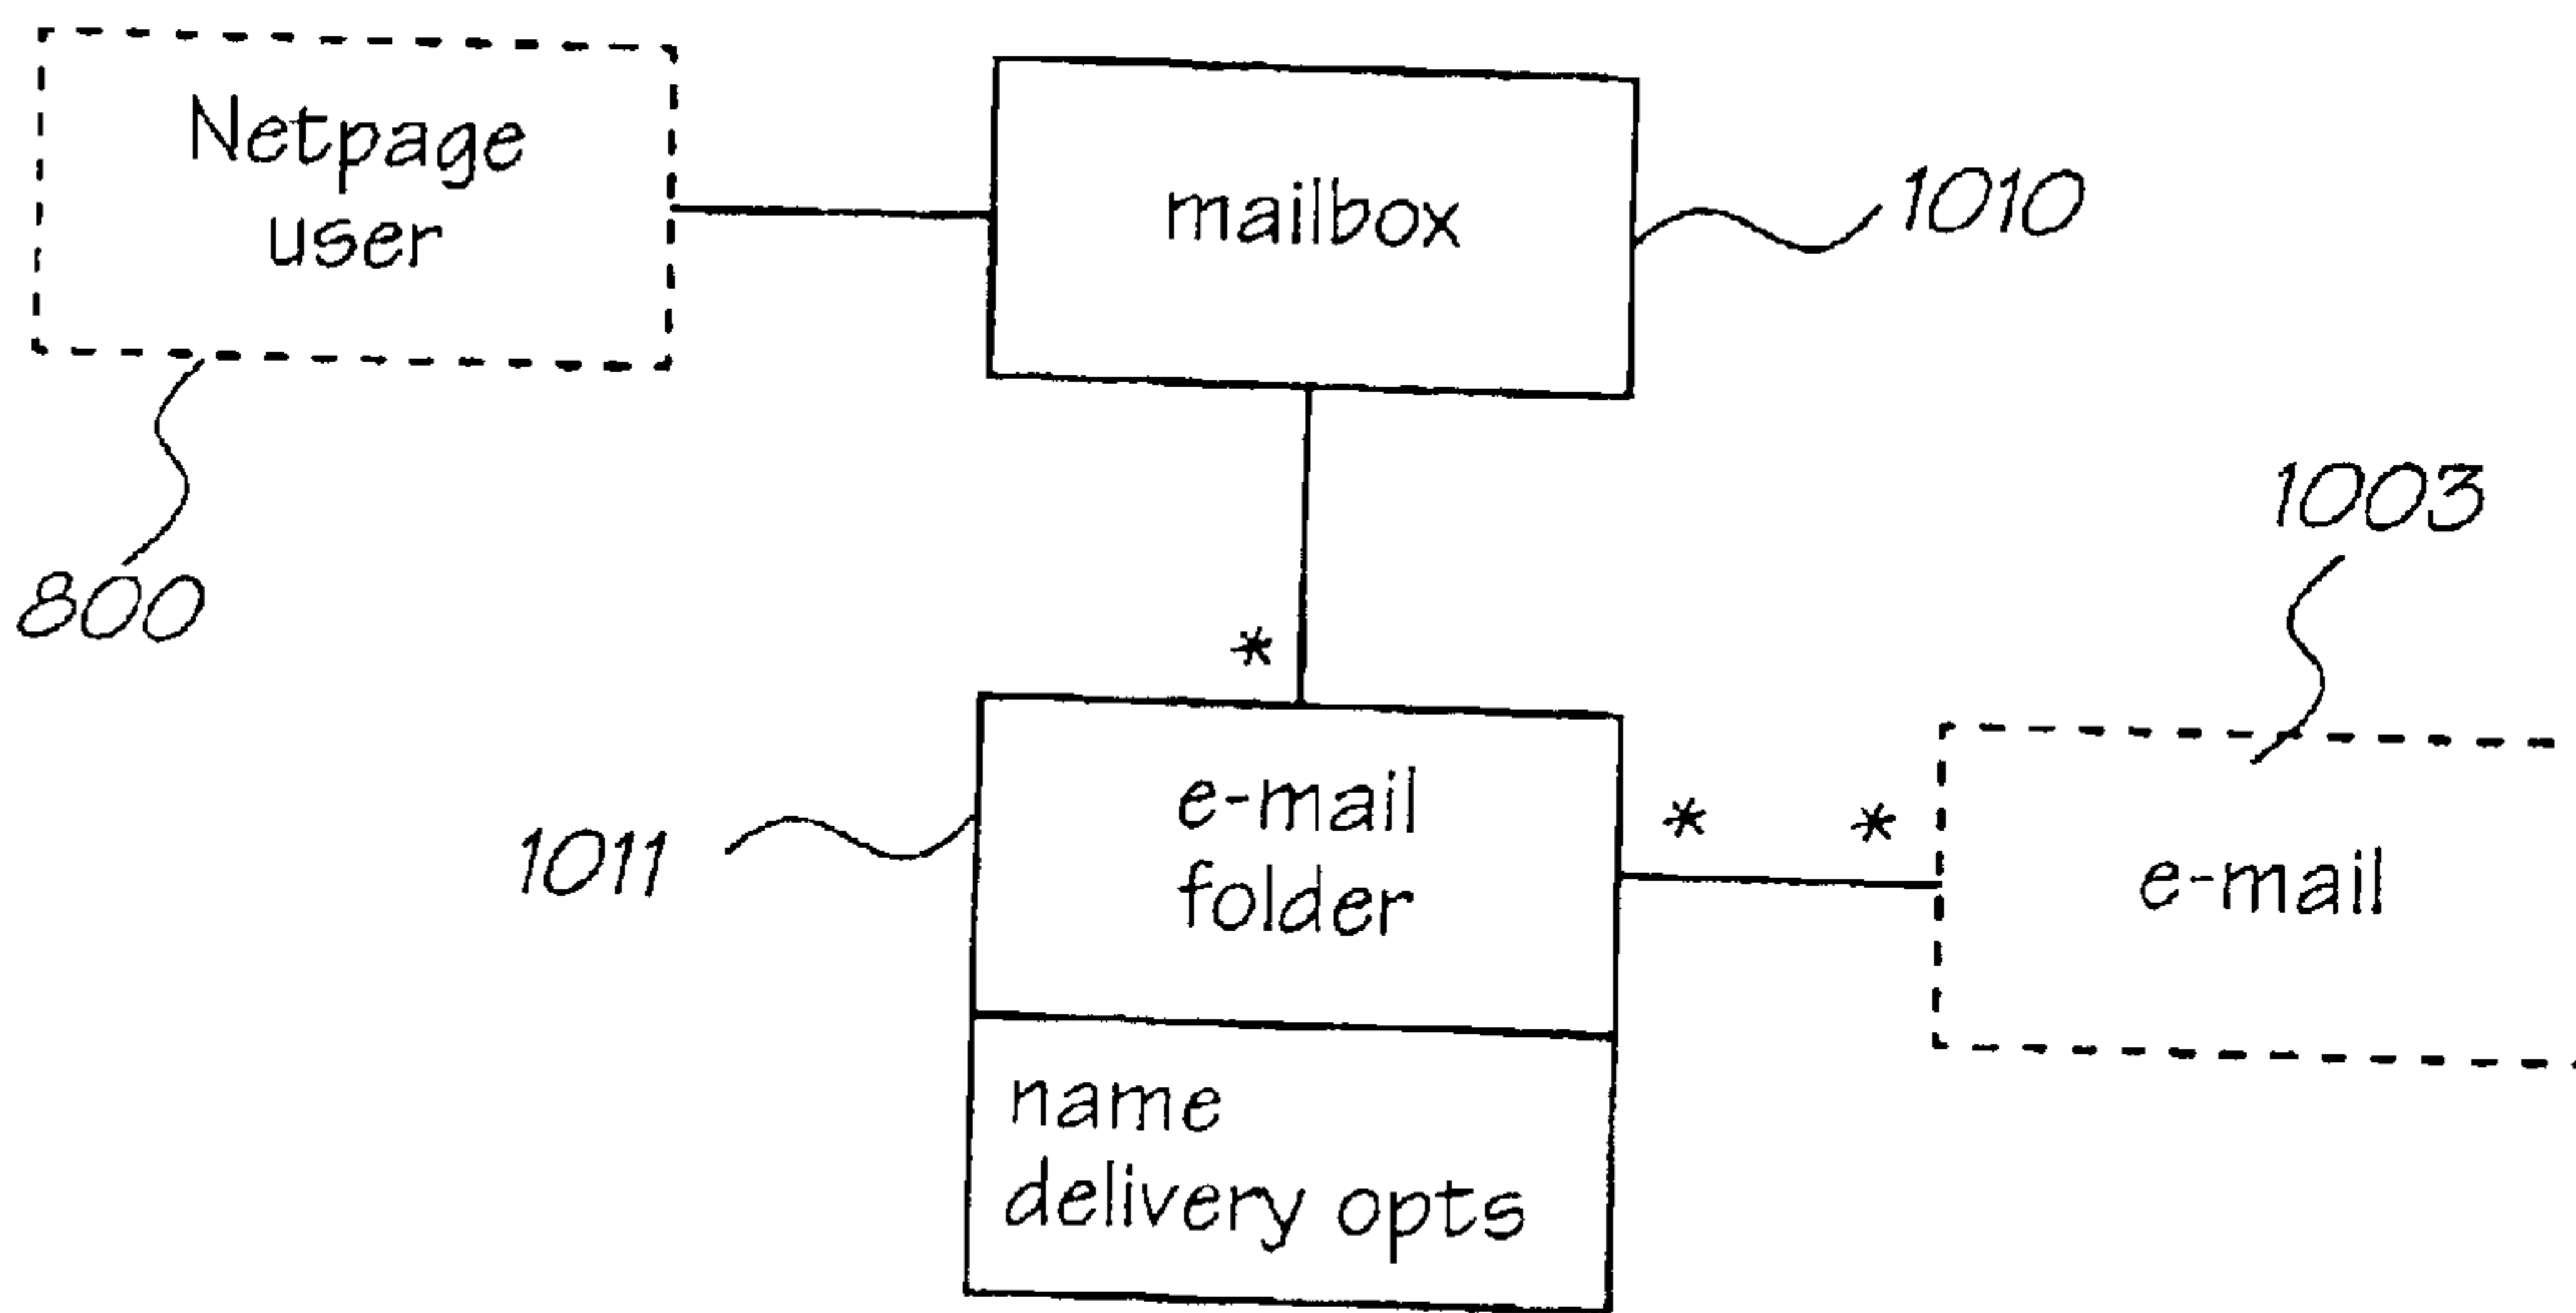 Netpage
user
mailbox
1010
800
1003
*
e-mail
folder
*
*
e-mail
1011
name
delivery opts